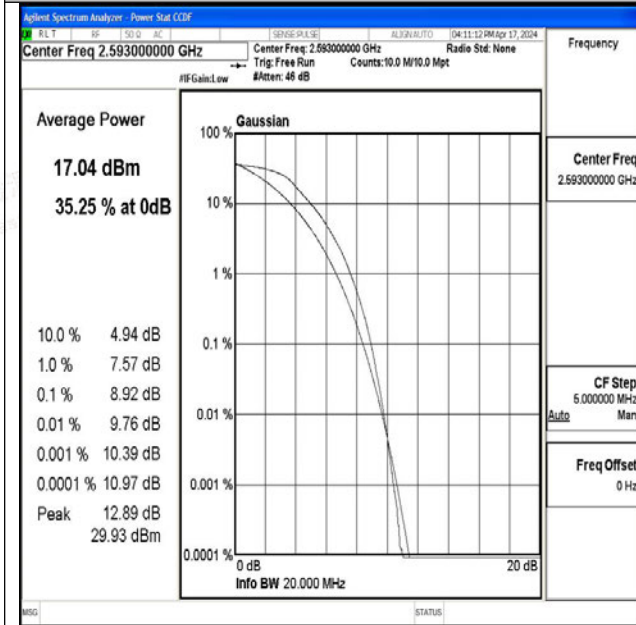 Agilent Spectrum Analyzer - Power Stat CCDF
RLT RF 50 Ω AC SENSE:PULSE ALIGNAUTO 04:11:12 PM Apr 17, 2024
Center Freq 2.593000000 GHz
Center Freq: 2.593000000 GHz Radio Std: None
Trig: Free Run Counts:10.0 M/10.0 Mpt
#IFGain:Low #Atten: 46 dB
Average Power
17.04 dBm
35.25 % at 0dB
10.0 % 4.94 dB
1.0 % 7.57 dB
0.1 % 8.92 dB
0.01 % 9.76 dB
0.001 % 10.39 dB
0.0001 % 10.97 dB
Peak 12.89 dB
29.93 dBm
Gaussian
100 %
10 %
1 %
0.1 %
0.01 %
0.001 %
0.0001 %
0 dB 20 dB
Info BW 20.000 MHz
Frequency
Center Freq
2.593000000 GHz
CF Step
5.000000 MHz
Auto Man
Freq Offset
0 Hz
MSG STATUS